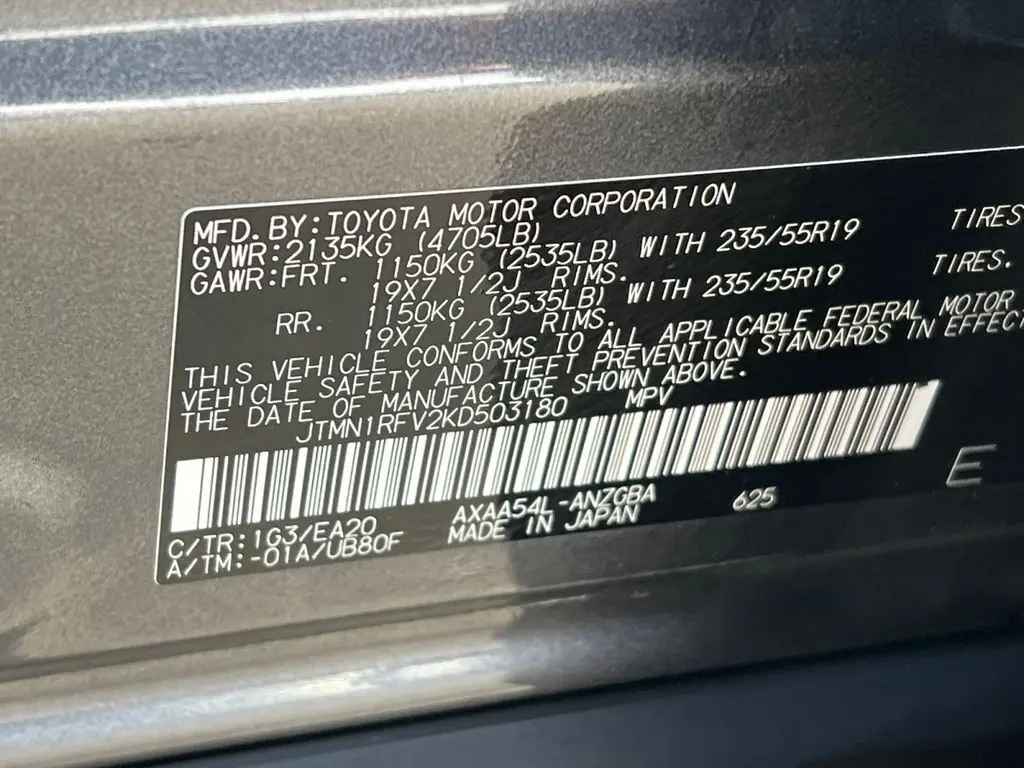 MFD. BY: TOYOTA MOTOR CORPORATION
GVWR:2135KG (4705LB)
GAWR:FRT. 1150KG (2535LB) WITH 235/55R19 TIRES
19X7 1/2J RIMS.
RR. 1150KG (2535LB) WITH 235/55R19 TIRES.
19X7 1/2J RIMS.
THIS VEHICLE CONFORMS TO ALL APPLICABLE FEDERAL MOTOR
VEHICLE SAFETY AND THEFT PREVENTION STANDARDS IN EFFECT
THE DATE OF MANUFACTURE SHOWN ABOVE.
JTMN1RFV2KD503180 MPV
C/TR:1G3/EA20 AXAA54L-ANZGBA 625 E
A/TM:-01A/UB80F MADE IN JAPAN